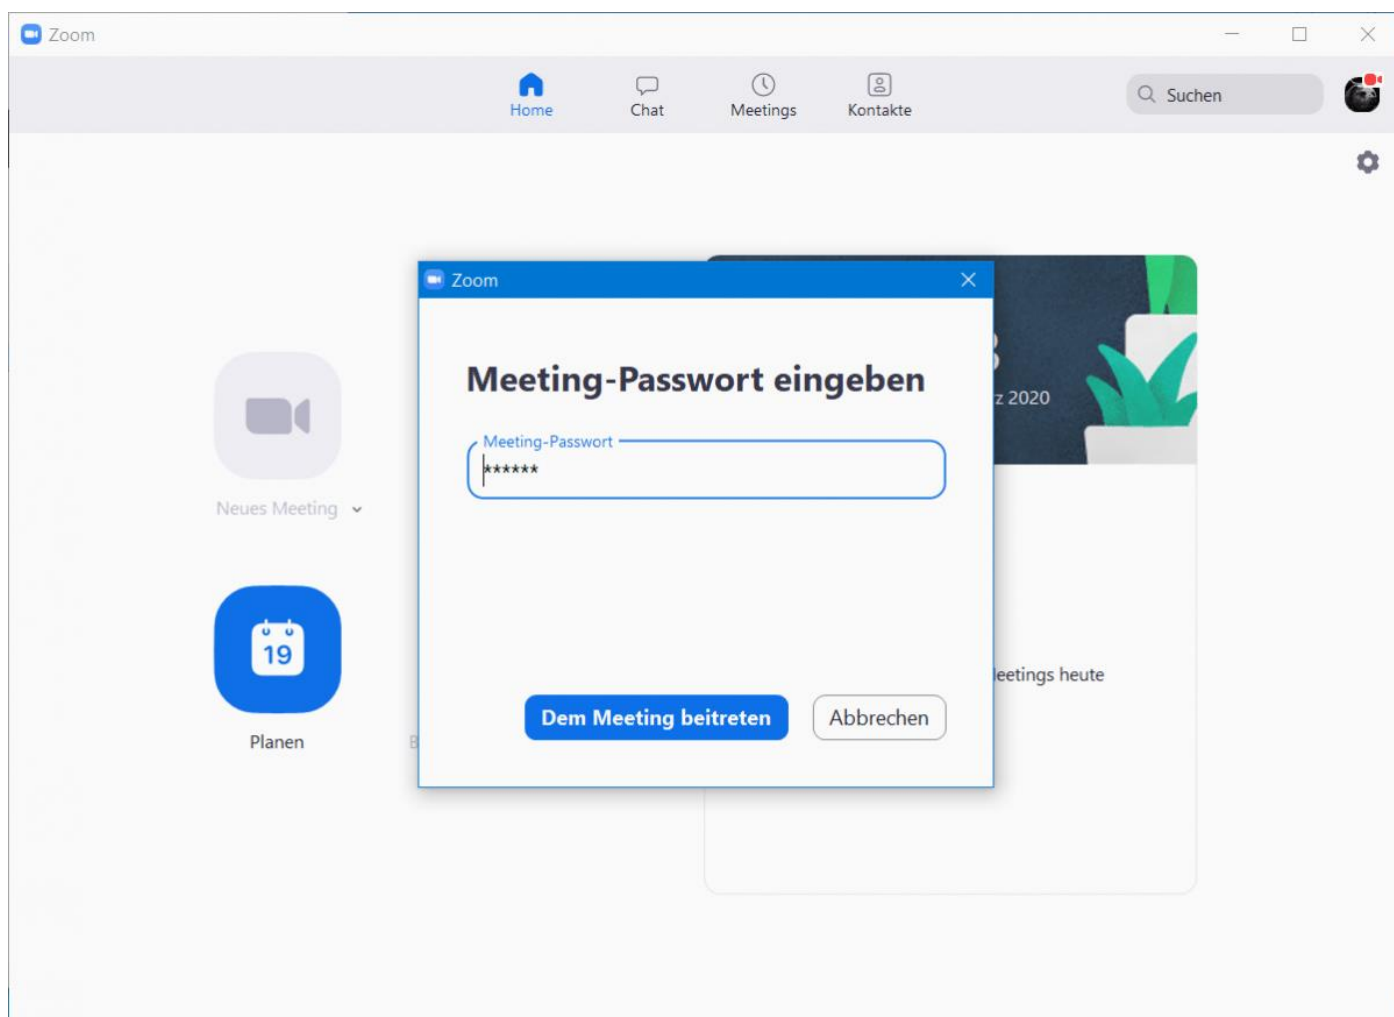 Zoom
Home
Chat
Meetings
Kontakte
Suchen
Zoom
Meeting-Passwort eingeben
2020
Meeting-Passwort
******
Neues Meeting
19
heute
Dem Meeting beitreten
Abbrechen
Planen